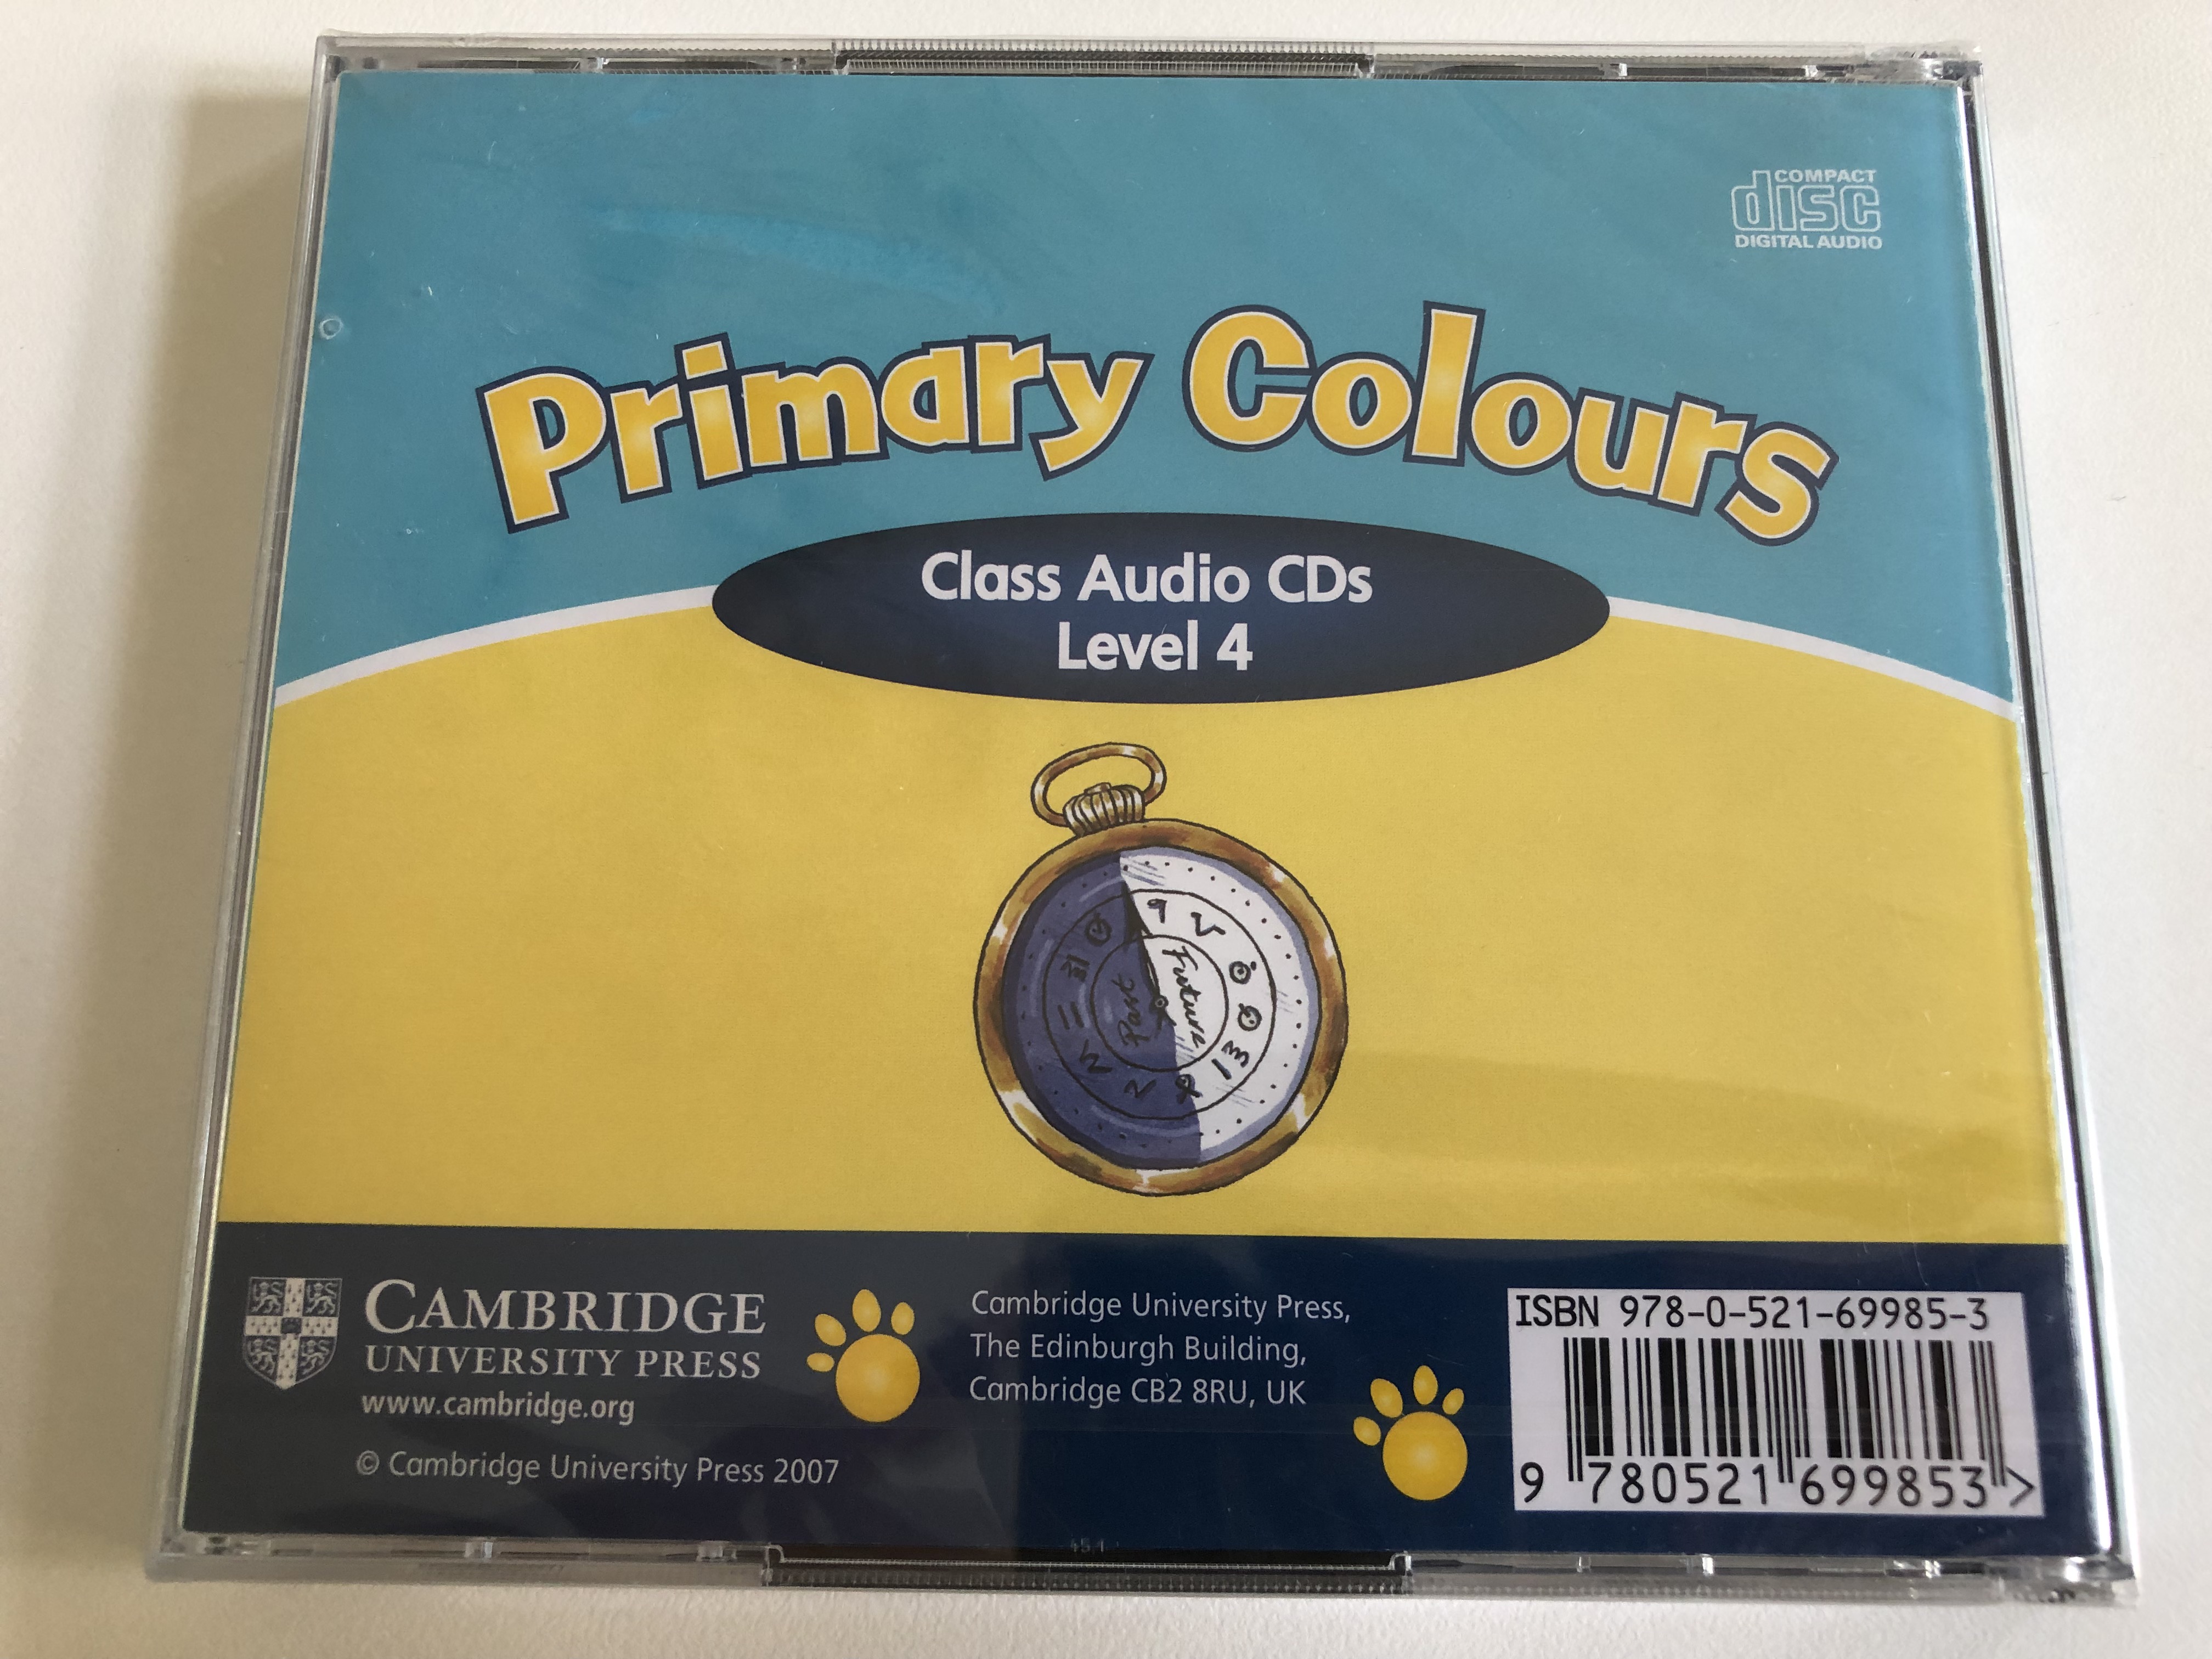 COMPACT
disc
DIGITAL AUDIO
Primary Colours
Class Audio CDs
Level 4
Future
Past
CAMBRIDGE
UNIVERSITY PRESS
www.cambridge.org
© Cambridge University Press 2007
Cambridge University Press,
The Edinburgh Building,
Cambridge CB2 8RU, UK
ISBN 978-0-521-69985-3
9 780521 699853 >